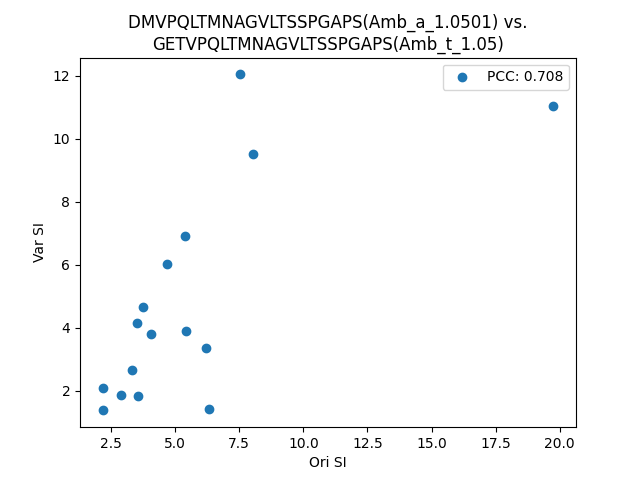 DMVPQLTMNAGVLTSSPGAPS(Amb_a_1.0501) vs.
GETVPQLTMNAGVLTSSPGAPS(Amb_t_1.05)
PCC: 0.708
12
10
8
6
4
2
Var SI
2.5 5.0 7.5 10.0 12.5 15.0 17.5 20.0
Ori SI